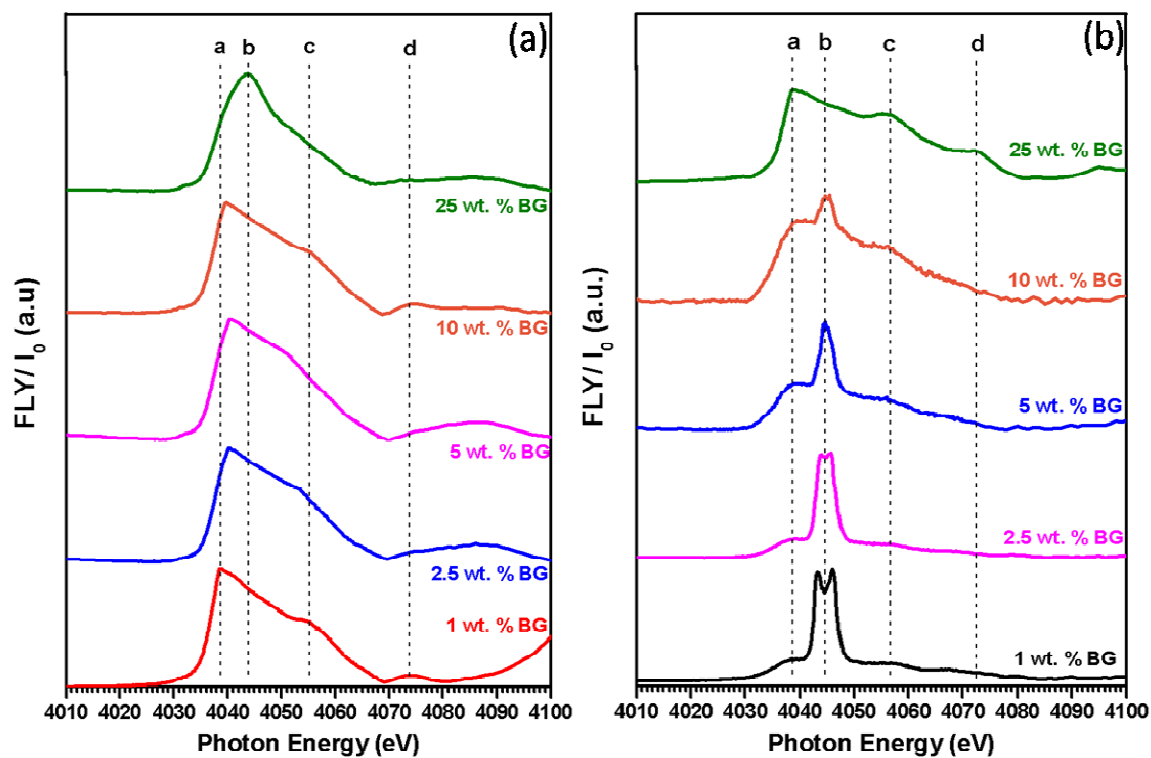 (a)
a b c d
25 wt. % BG
10 wt. % BG
5 wt. % BG
2.5 wt. % BG
1 wt. % BG
FLY/ I0 (a.u)
4010 4020 4030 4040 4050 4060 4070 4080 4090 4100
Photon Energy (eV)
(b)
a b c d
25 wt. % BG
10 wt. % BG
5 wt. % BG
2.5 wt. % BG
1 wt. % BG
FLY/ I0 (a.u.)
4010 4020 4030 4040 4050 4060 4070 4080 4090 4100
Photon Energy (eV)